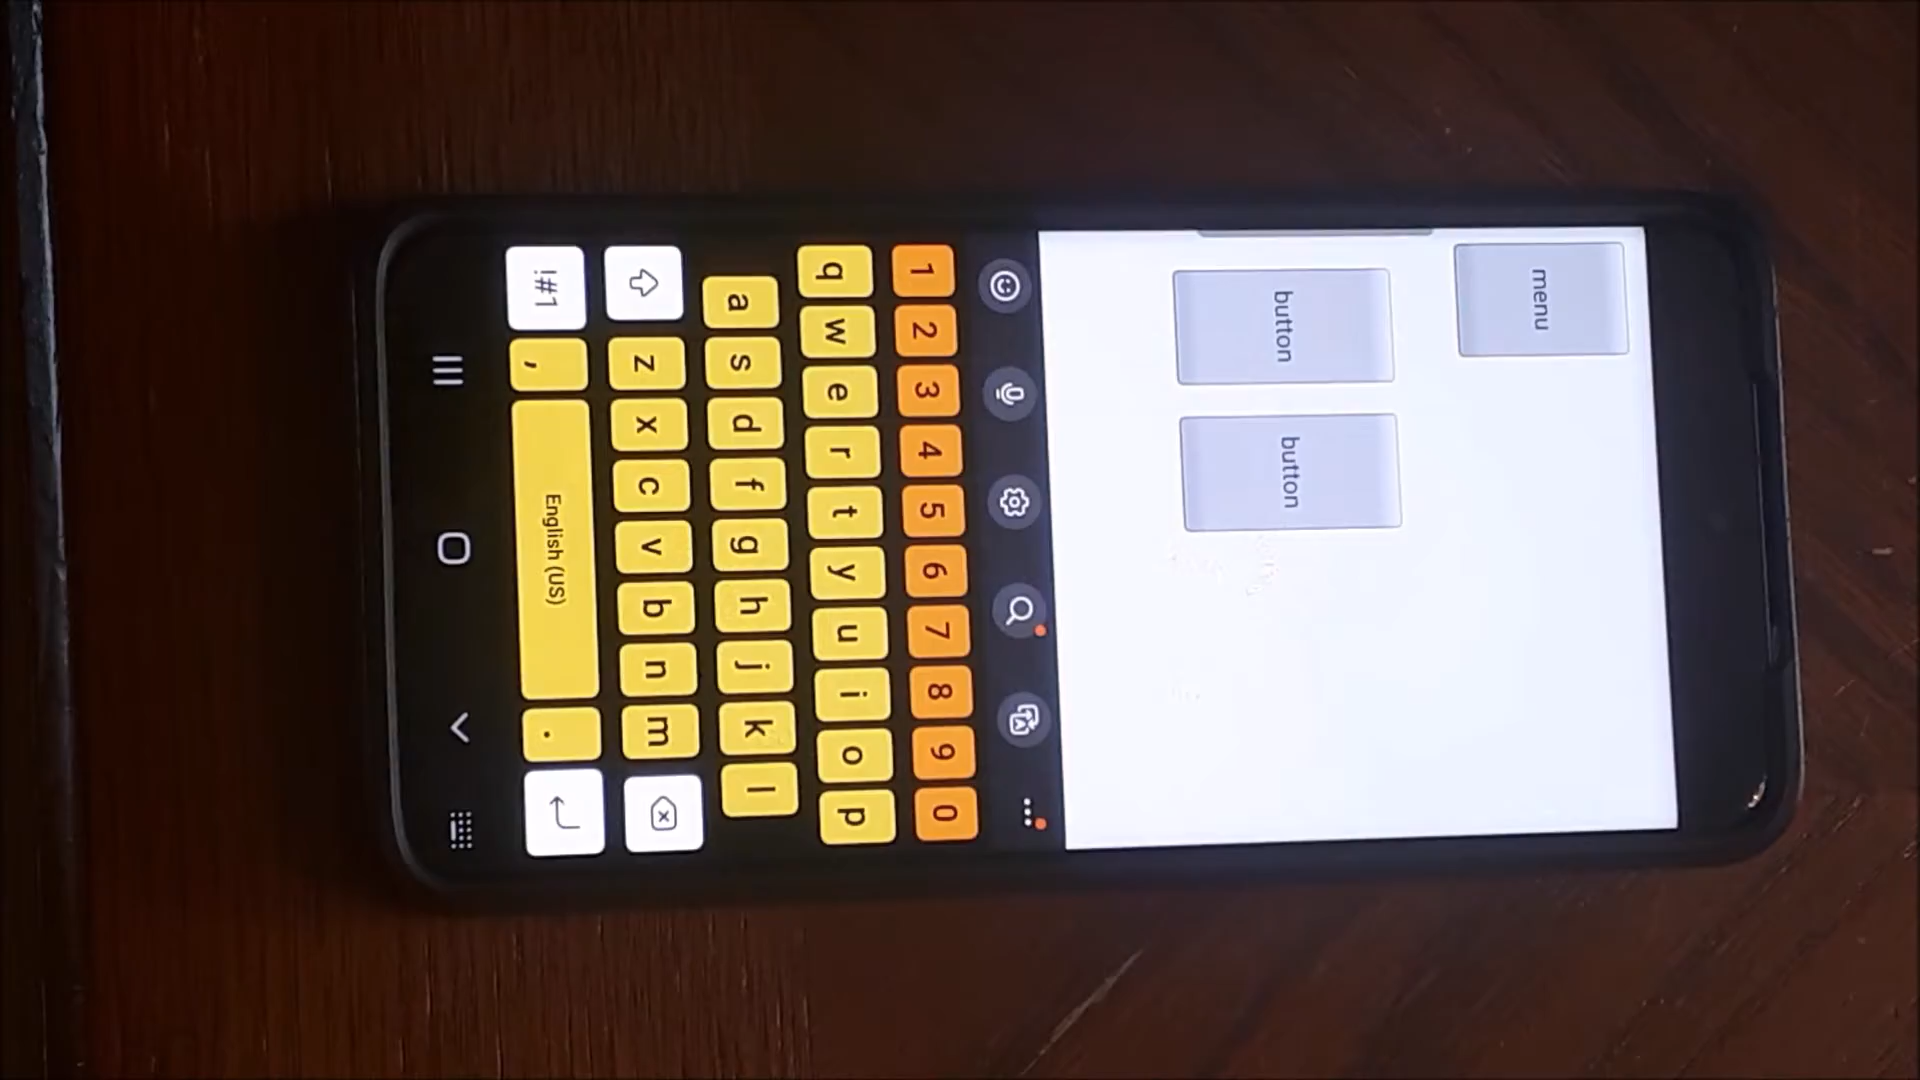 menu
button button
1 2 3 4 5 6 7 8 9 0
q w e r t y u i o p
a s d f g h j k l
z x c v b n m
!#1 , English (US) .